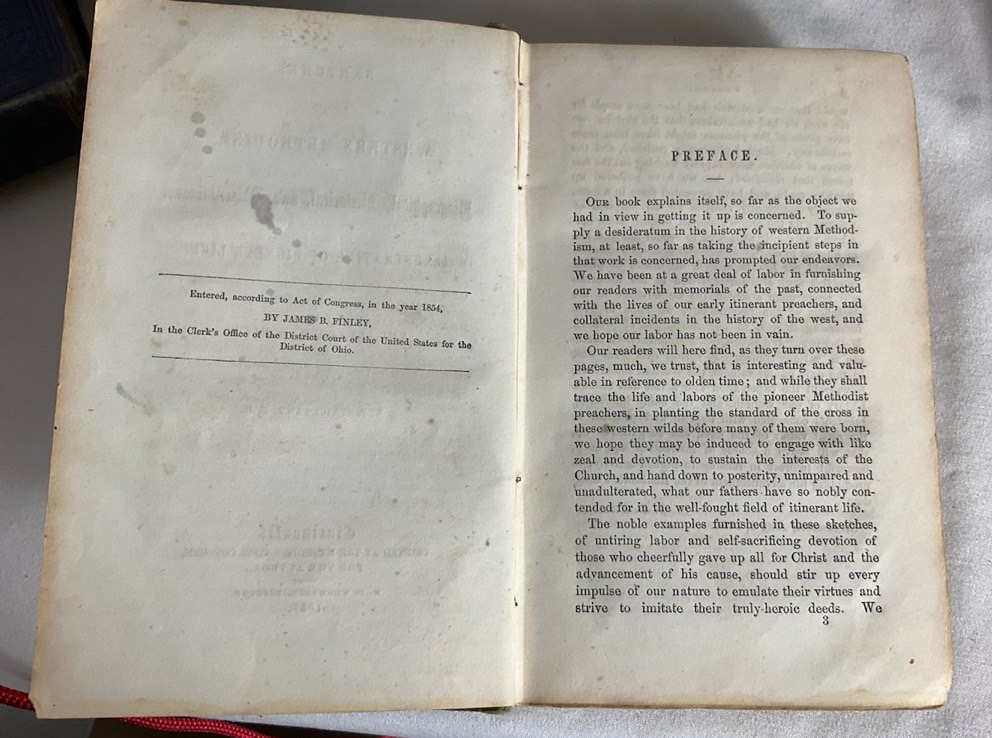 Entered, according to Act of Congress, in the year 1854,
BY JAMES B. FINLEY,
In the Clerk's Office of the District Court of the United States for the
District of Ohio.
PREFACE.
OUR book explains itself, so far as the object we
had in view in getting it up is concerned. To sup-
ply a desideratum in the history of western Method-
ism, at least, so far as taking the incipient steps in
that work is concerned, has prompted our endeavors.
We have been at a great deal of labor in furnishing
our readers with memorials of the past, connected
with the lives of our early itinerant preachers, and
collateral incidents in the history of the west, and
we hope our labor has not been in vain.
Our readers will here find, as they turn over these
pages, much, we trust, that is interesting and valu-
able in reference to olden time; and while they shall
trace the life and labors of the pioneer Methodist
preachers, in planting the standard of the cross in
these western wilds before many of them were born,
we hope they may be induced to engage with like
zeal and devotion, to sustain the interests of the
Church, and hand down to posterity, unimpaired and
unadulterated, what our fathers have so nobly con-
tended for in the well-fought field of itinerant life.
The noble examples furnished in these sketches,
of untiring labor and self-sacrificing devotion of
those who cheerfully gave up all for Christ and the
advancement of his cause, should stir up every
impulse of our nature to emulate their virtues and
strive to imitate their truly-heroic deeds. We
3